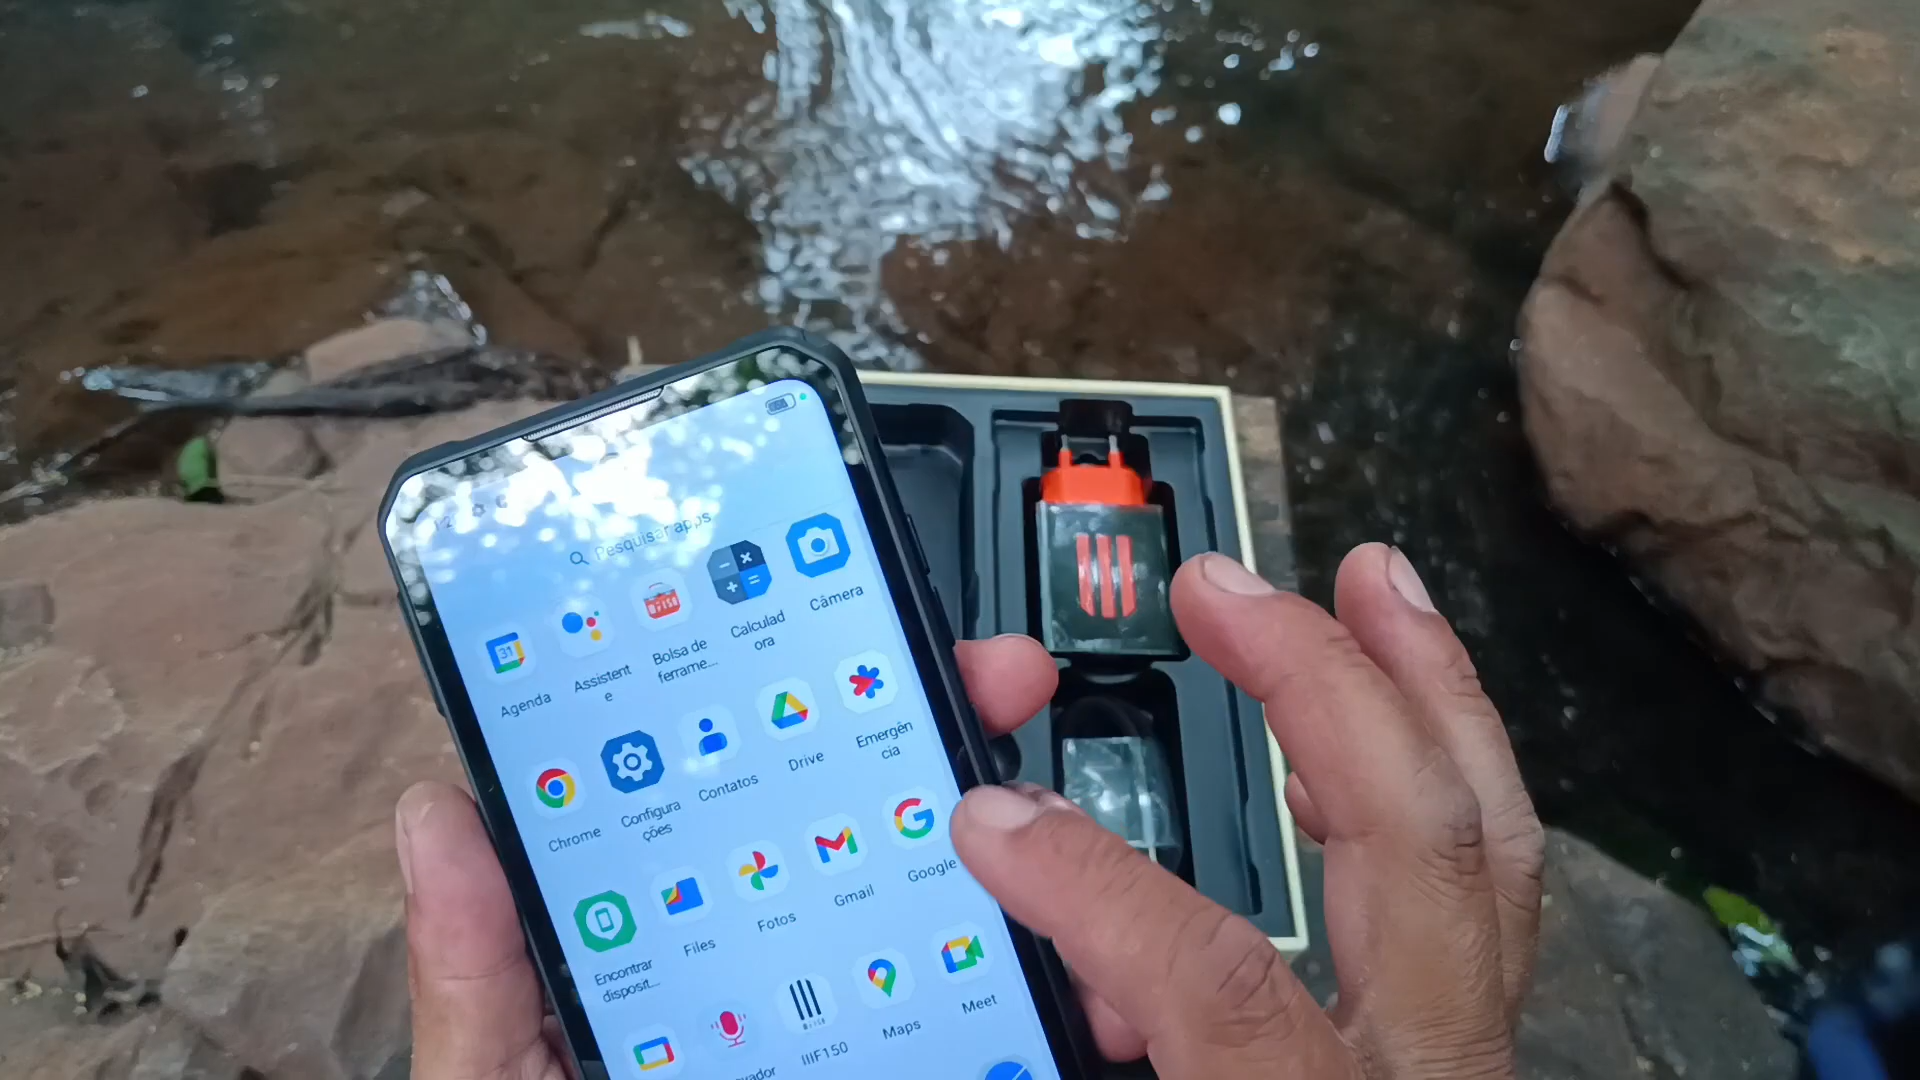 Pesquisar apps
Agenda
Assistent
e
Bolsa de
ferrame...
Calculad
ora
Câmera
Chrome
Configura
ções
Contatos
Drive
Emergên
cia
Encontrar
disposit...
Files
Fotos
Gmail
Google
IIIF150
Maps
Meet
31